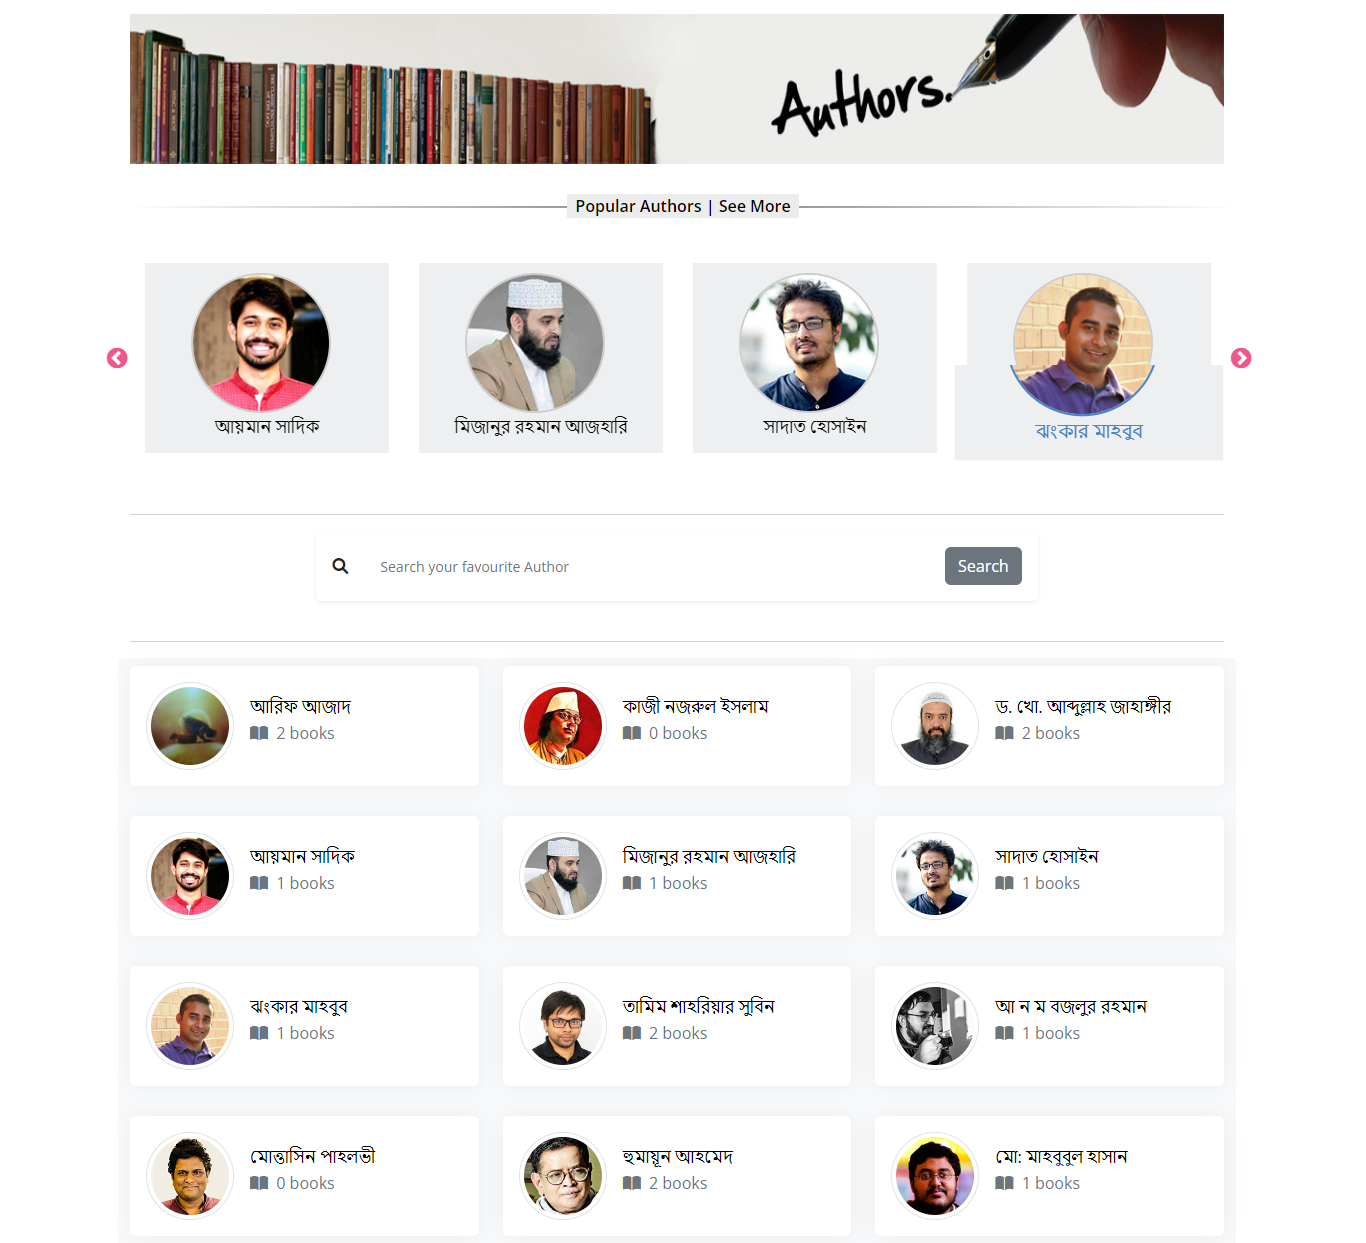 Authors.
Popular Authors | See More
আয়মান সাদিক
মিজানুর রহমান আজহারি
সাদাত হোসাইন
ঝংকার মাহবুব
Search your favourite Author
Search
আরিফ আজাদ
2 books
কাজী নজরুল ইসলাম
0 books
ড. খো. আব্দুল্লাহ জাহাঙ্গীর
2 books
আয়মান সাদিক
1 books
মিজানুর রহমান আজহারি
1 books
সাদাত হোসাইন
1 books
ঝংকার মাহবুব
1 books
তামিম শাহরিয়ার সুবিন
2 books
আ ন ম বজলুর রহমান
1 books
মোত্তাসিন পাহলভী
0 books
হুমায়ূন আহমেদ
2 books
মো: মাহবুবুল হাসান
1 books